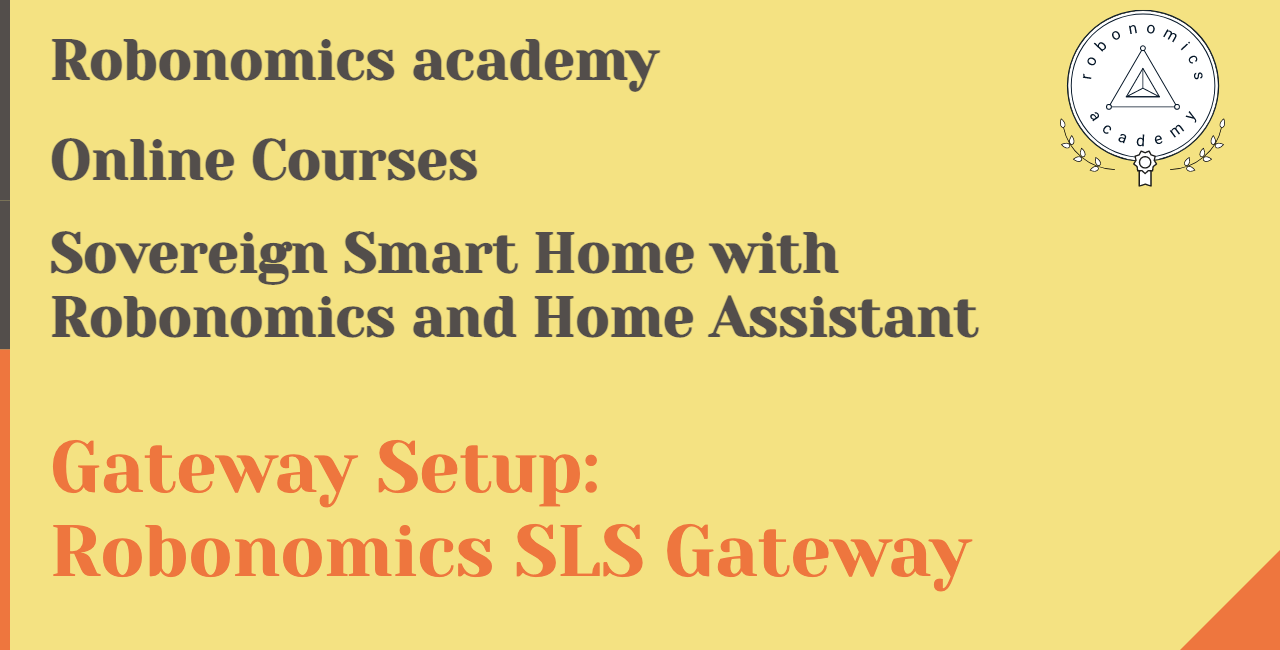 Robonomics academy
robonomics
academy
Online Courses
Sovereign Smart Home with
Robonomics and Home Assistant
Gateway Setup:
Robonomics SLS Gateway